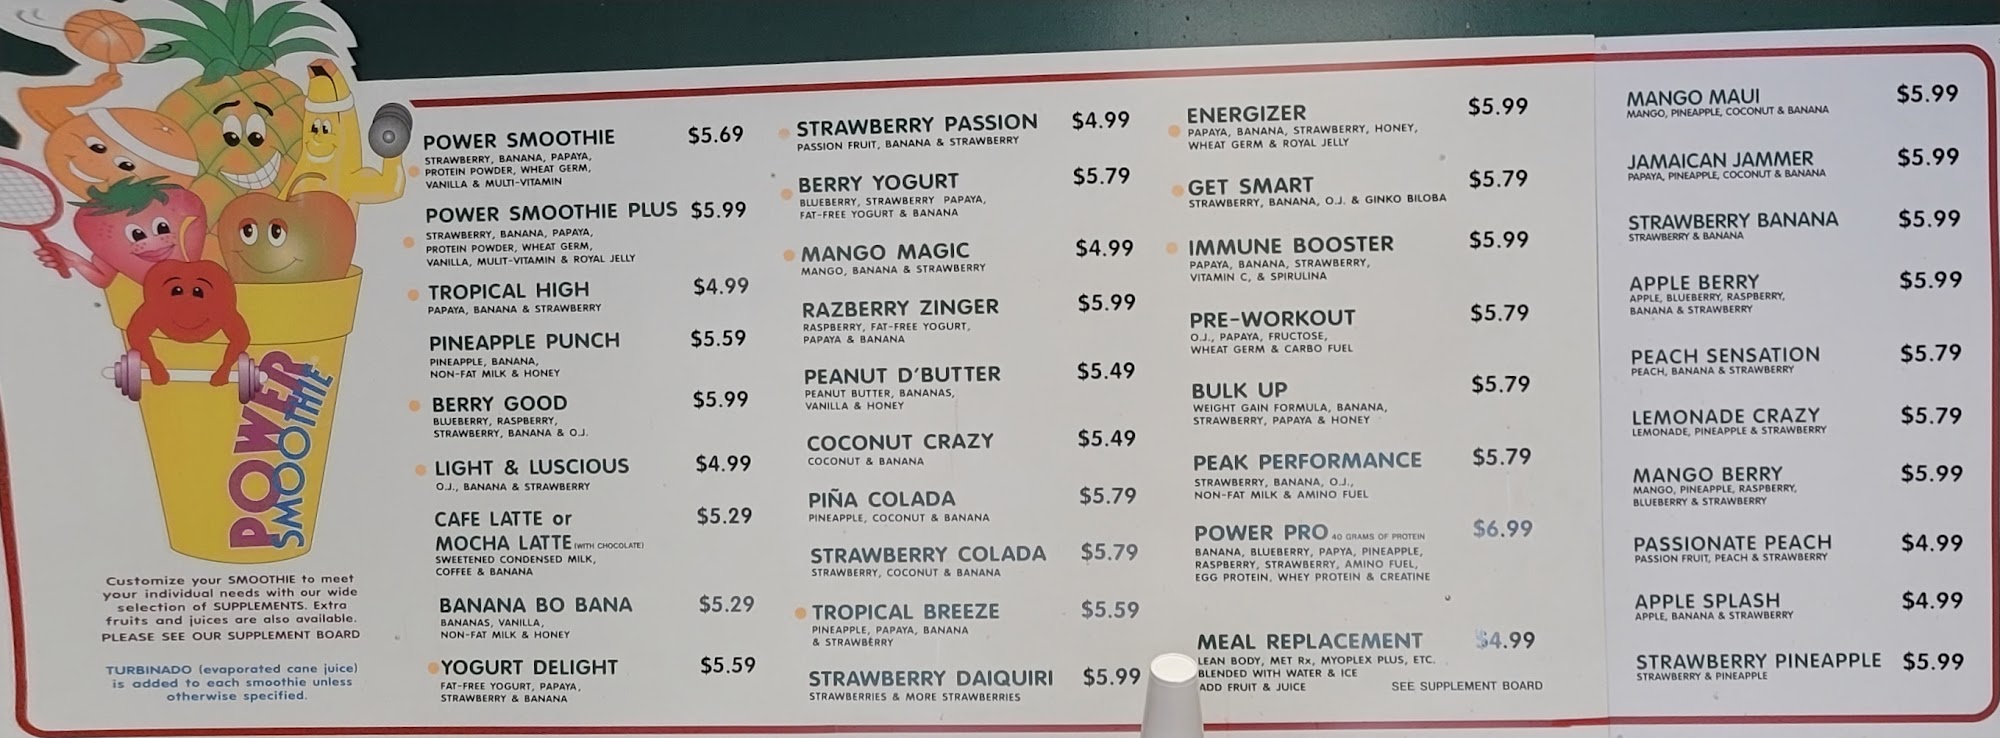 POWER
SMOOTHIE
Customize your SMOOTHIE to meet
your individual needs with our wide
selection of SUPPLEMENTS. Extra
fruits and juices are also available.
PLEASE SEE OUR SUPPLEMENT BOARD
TURBINADO (evaporated cane juice)
is added to each smoothie unless
otherwise specified.
POWER SMOOTHIE $5.69
STRAWBERRY, BANANA, PAPAYA,
PROTEIN POWDER, WHEAT GERM,
VANILLA & MULTI-VITAMIN
POWER SMOOTHIE PLUS $5.99
STRAWBERRY, BANANA, PAPAYA,
PROTEIN POWDER, WHEAT GERM,
VANILLA, MULIT-VITAMIN & ROYAL JELLY
TROPICAL HIGH $4.99
PAPAYA, BANANA & STRAWBERRY
PINEAPPLE PUNCH $5.59
PINEAPPLE, BANANA,
NON-FAT MILK & HONEY
BERRY GOOD $5.99
BLUEBERRY, RASPBERRY,
STRAWBERRY, BANANA & O.J.
LIGHT & LUSCIOUS $4.99
O.J., BANANA & STRAWBERRY
CAFE LATTE or $5.29
MOCHA LATTE (WITH CHOCOLATE)
SWEETENED CONDENSED MILK,
COFFEE & BANANA
BANANA BO BANA $5.29
BANANAS, VANILLA,
NON-FAT MILK & HONEY
YOGURT DELIGHT $5.59
FAT-FREE YOGURT, PAPAYA,
STRAWBERRY & BANANA
STRAWBERRY PASSION $4.99
PASSION FRUIT, BANANA & STRAWBERRY
BERRY YOGURT $5.79
BLUEBERRY, STRAWBERRY PAPAYA,
FAT-FREE YOGURT & BANANA
MANGO MAGIC $4.99
MANGO, BANANA & STRAWBERRY
RAZBERRY ZINGER $5.99
RASPBERRY, FAT-FREE YOGURT,
PAPAYA & BANANA
PEANUT D'BUTTER $5.49
PEANUT BUTTER, BANANAS,
VANILLA & HONEY
COCONUT CRAZY $5.49
COCONUT & BANANA
PIÑA COLADA $5.79
PINEAPPLE, COCONUT & BANANA
STRAWBERRY COLADA $5.79
STRAWBERRY, COCONUT & BANANA
TROPICAL BREEZE $5.59
PINEAPPLE, PAPAYA, BANANA
& STRAWBERRY
STRAWBERRY DAIQUIRI $5.99
STRAWBERRIES & MORE STRAWBERRIES
ENERGIZER $5.99
PAPAYA, BANANA, STRAWBERRY, HONEY,
WHEAT GERM & ROYAL JELLY
GET SMART $5.79
STRAWBERRY, BANANA, O.J. & GINKO BILOBA
IMMUNE BOOSTER $5.99
PAPAYA, BANANA, STRAWBERRY,
VITAMIN C, & SPIRULINA
PRE-WORKOUT $5.79
O.J., PAPAYA, FRUCTOSE,
WHEAT GERM & CARBO FUEL
BULK UP $5.79
WEIGHT GAIN FORMULA, BANANA,
STRAWBERRY, PAPAYA & HONEY
PEAK PERFORMANCE $5.79
STRAWBERRY, BANANA, O.J.,
NON-FAT MILK & AMINO FUEL
POWER PRO 40 GRAMS OF PROTEIN $6.99
BANANA, BLUEBERRY, PAPYA, PINEAPPLE,
RASPBERRY, STRAWBERRY, AMINO FUEL,
EGG PROTEIN, WHEY PROTEIN & CREATINE
MEAL REPLACEMENT $4.99
LEAN BODY, MET Rx, MYOPLEX PLUS, ETC.
BLENDED WITH WATER & ICE
ADD FRUIT & JUICE SEE SUPPLEMENT BOARD
MANGO MAUI $5.99
MANGO, PINEAPPLE, COCONUT & BANANA
JAMAICAN JAMMER $5.99
PAPAYA, PINEAPPLE, COCONUT & BANANA
STRAWBERRY BANANA $5.99
STRAWBERRY & BANANA
APPLE BERRY $5.99
APPLE, BLUEBERRY, RASPBERRY,
BANANA & STRAWBERRY
PEACH SENSATION $5.79
PEACH, BANANA & STRAWBERRY
LEMONADE CRAZY $5.79
LEMONADE, PINEAPPLE & STRAWBERRY
MANGO BERRY $5.99
MANGO, PINEAPPLE, RASPBERRY,
BLUEBERRY & STRAWBERRY
PASSIONATE PEACH $4.99
PASSION FRUIT, PEACH & STRAWBERRY
APPLE SPLASH $4.99
APPLE, BANANA & STRAWBERRY
STRAWBERRY PINEAPPLE $5.99
STRAWBERRY & PINEAPPLE